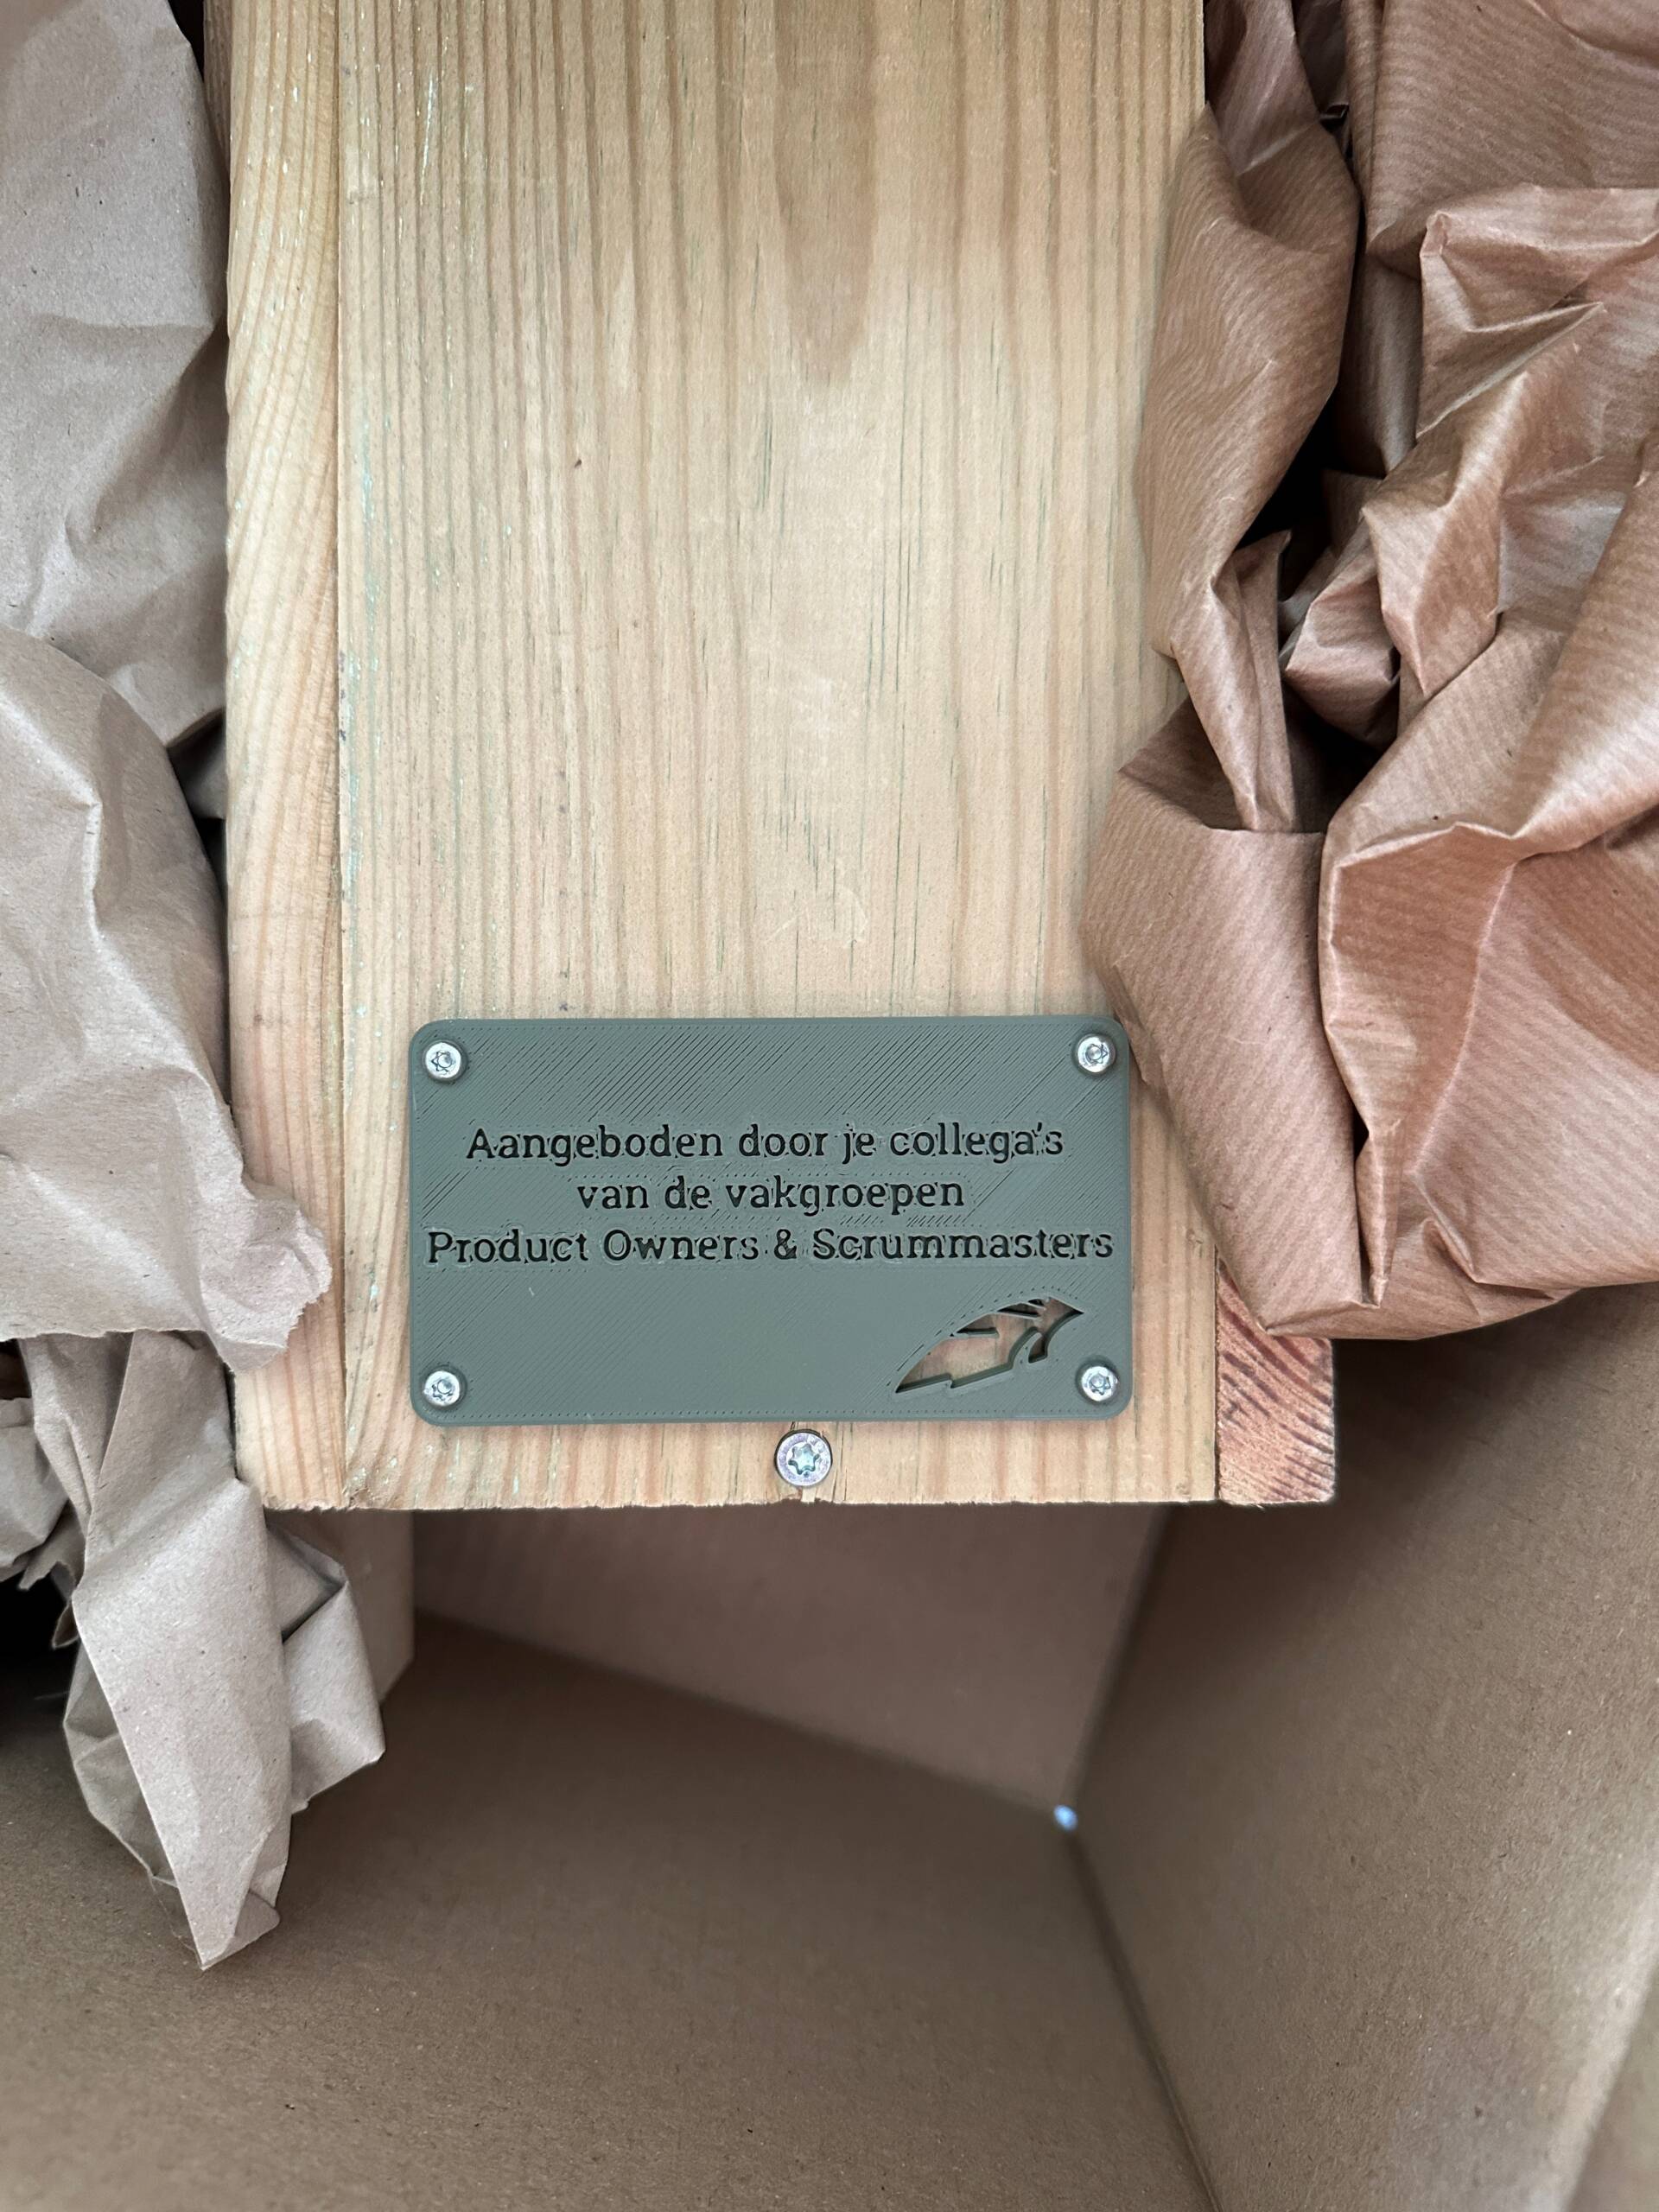 Aangeboden door je collega's
van de vakgroepen
Product Owners & Scrummasters